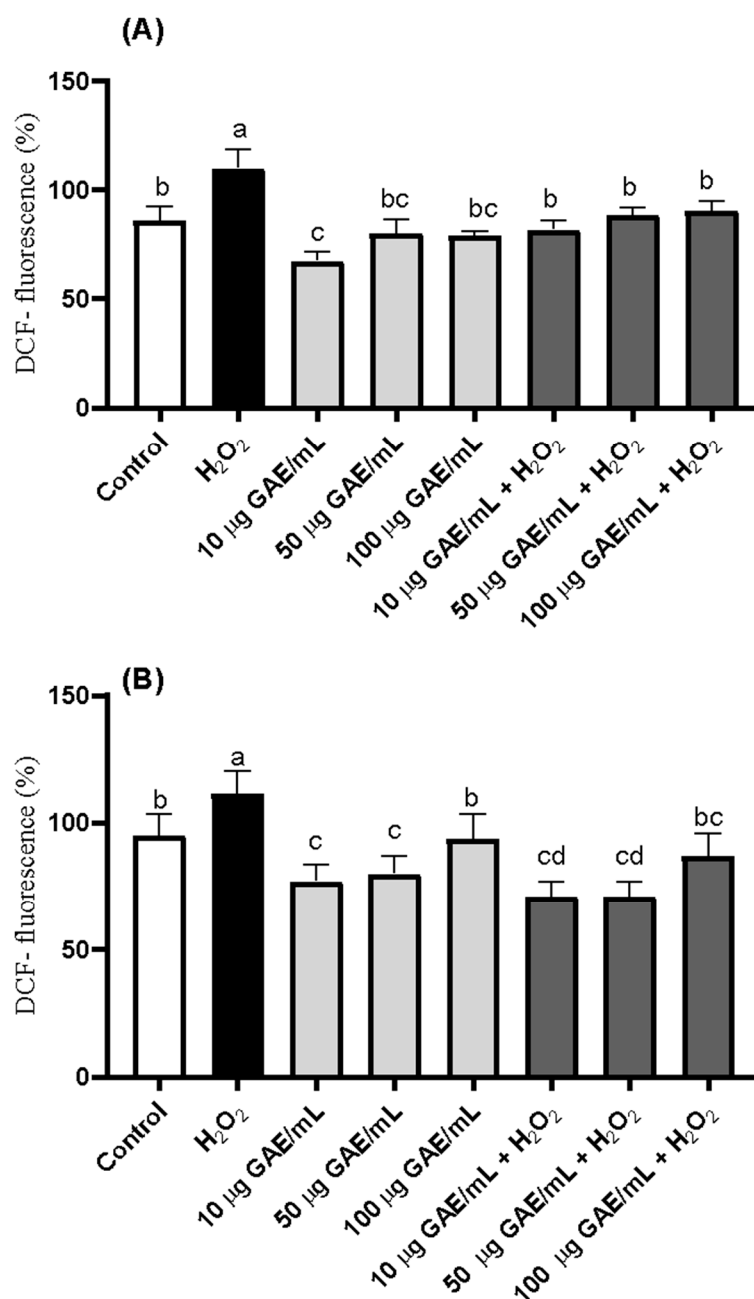 (A)
DCF- fluorescence (%)
150
100
50
0
b
a
c
bc
bc
b
b
b
Control
H₂O₂
10 μg GAE/mL
50 μg GAE/mL
100 μg GAE/mL
10 μg GAE/mL + H₂O₂
50 μg GAE/mL + H₂O₂
100 μg GAE/mL + H₂O₂
(B)
DCF- fluorescence (%)
150
100
50
0
b
a
c
c
b
cd
cd
bc
Control
H₂O₂
10 μg GAE/mL
50 μg GAE/mL
100 μg GAE/mL
10 μg GAE/mL + H₂O₂
50 μg GAE/mL + H₂O₂
100 μg GAE/mL + H₂O₂